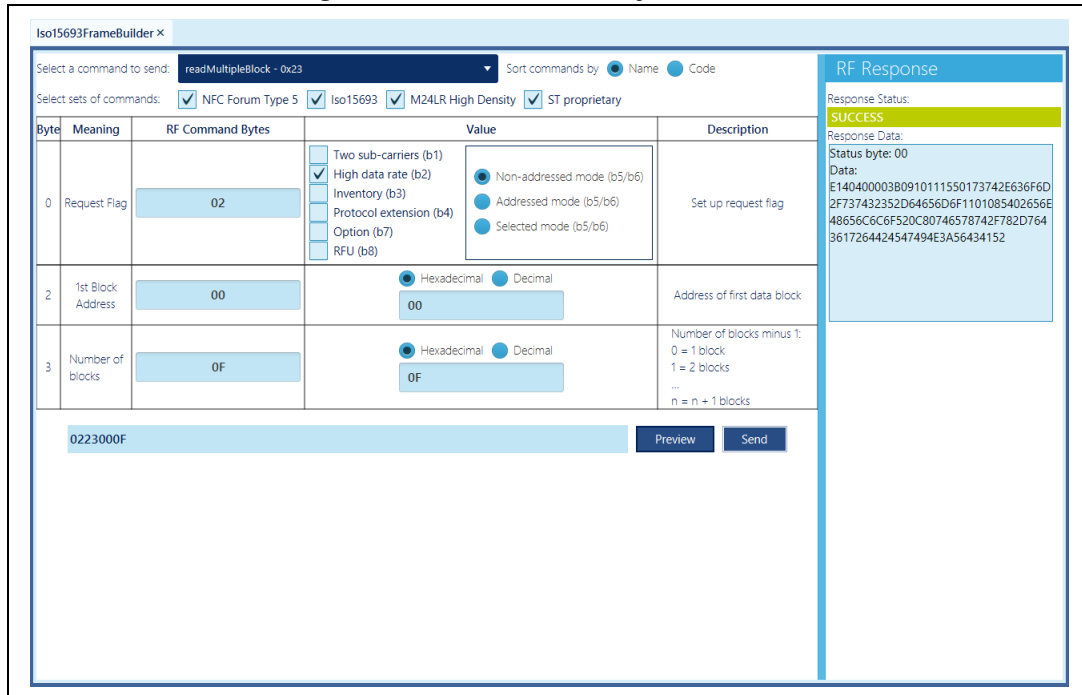 Iso15693FrameBuilder ×
Select a command to send: readMultipleBlock - 0x23 Sort commands by Name Code
Select sets of commands: NFC Forum Type 5 Iso15693 M24LR High Density ST proprietary
Byte Meaning RF Command Bytes Value Description
0 Request Flag 02
Two sub-carriers (b1)
High data rate (b2)
Inventory (b3)
Protocol extension (b4)
Option (b7)
RFU (b8)
Non-addressed mode (b5/b6)
Addressed mode (b5/b6)
Selected mode (b5/b6)
Set up request flag
2 1st Block
Address
00
Hexadecimal Decimal
00
Address of first data block
3 Number of
blocks
0F
Hexadecimal Decimal
0F
Number of blocks minus 1:
0 = 1 block
1 = 2 blocks
...
n = n + 1 blocks
0223000F Preview Send
RF Response
Response Status:
SUCCESS
Response Data:
Status byte: 00
Data:
E140400003B0910111550173742E636F6D
2F737432352D64656D6F1101085402656E
48656C6C6F520C80746578742F782D764
3617264424547494E3A56434152